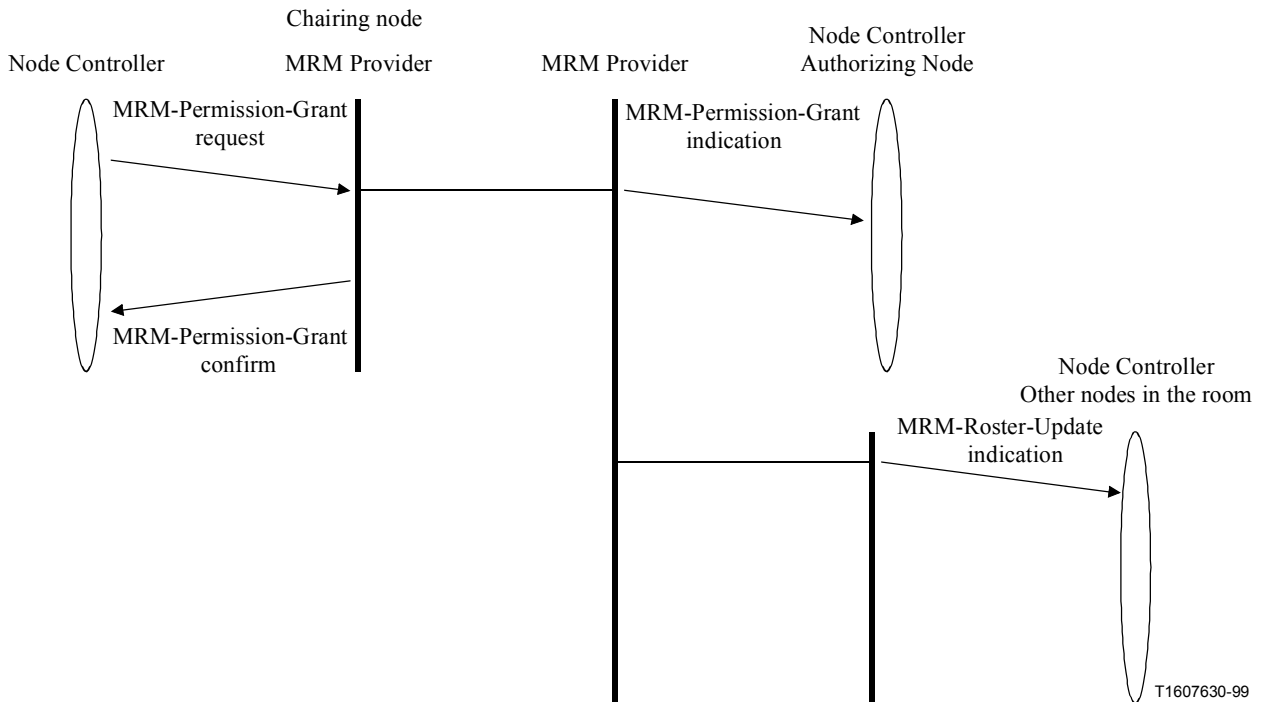 Chairing node
Node Controller
MRM Provider
MRM Provider
Node Controller
Authorizing Node
MRM-Permission-Grant
request
MRM-Permission-Grant
indication
MRM-Permission-Grant
confirm
Node Controller
Other nodes in the room
MRM-Roster-Update
indication
T1607630-99